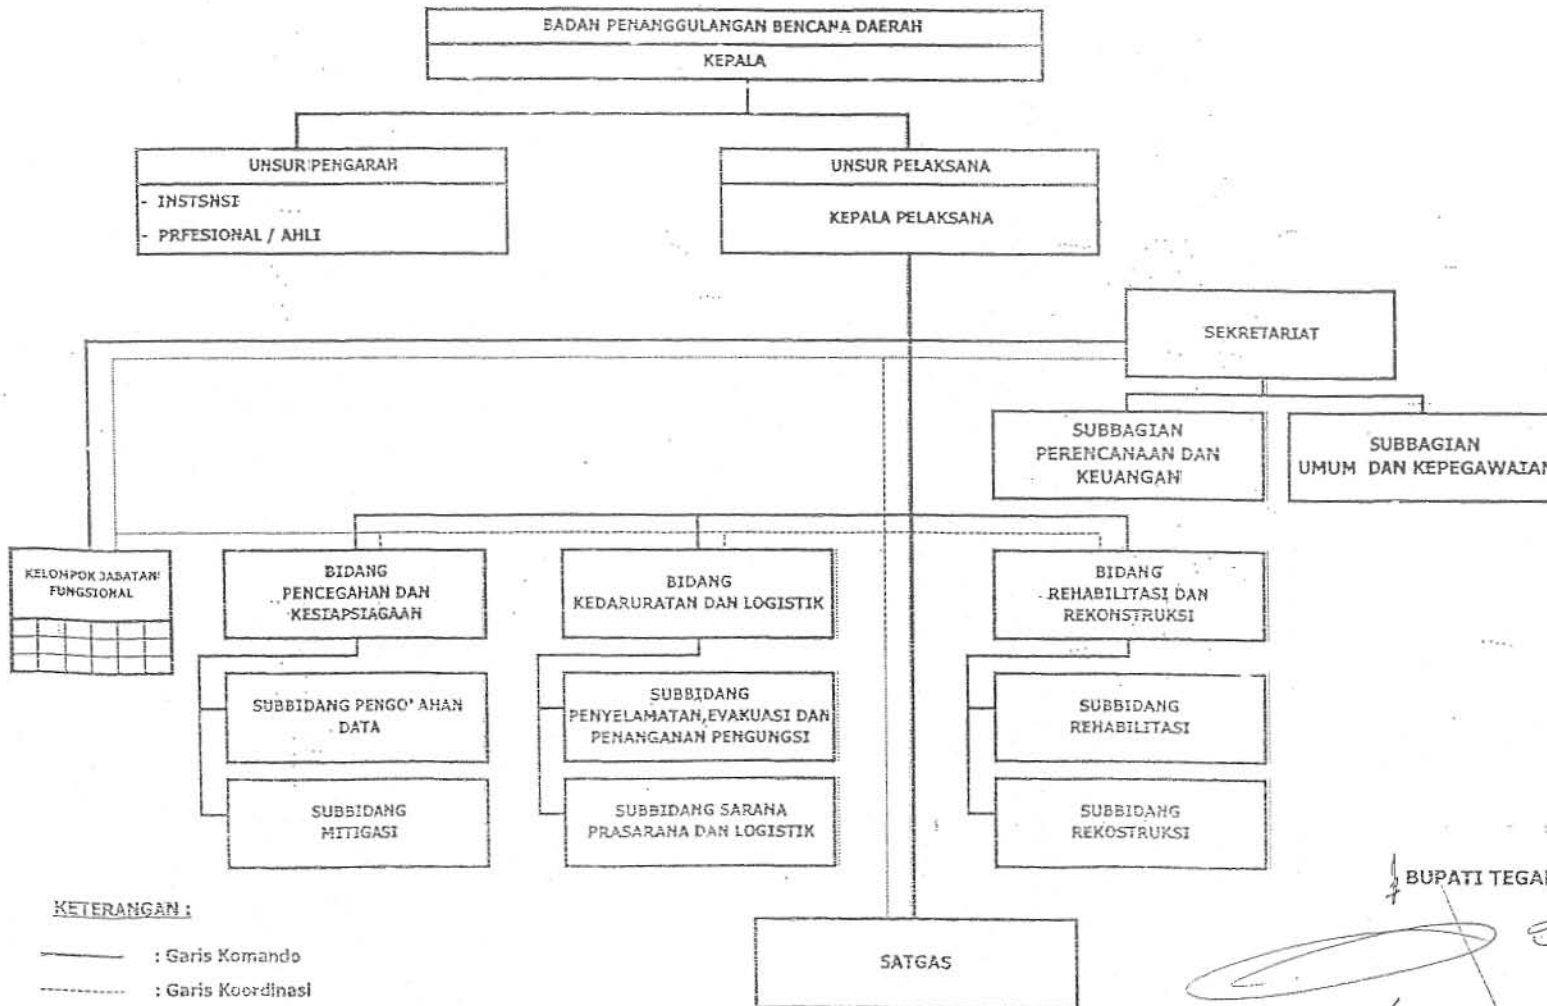 BADAN PENANGGULANGAN BENCANA DAERAH
KEPALA
UNSUR PENGARAH
- INSTSNSI
- PRFESIONAL / AHLI
UNSUR PELAKSANA
KEPALA PELAKSANA
SEKRETARIAT
SUBBAGIAN
PERENCANAAN DAN
KEUANGAN
SUBBAGIAN
UMUM DAN KEPEGAWAIAN
KELOMPOK JABATAN
FUNGSIONAL
BIDANG
PENCEGAHAN DAN
KESIAPSIAGAAN
BIDANG
KEDARURATAN DAN LOGISTIK
BIDANG
REHABILITASI DAN
REKONSTRUKSI
SUBBIDANG PENGO' AHAN
DATA
SUBBIDANG
PENYELAMATAN,EVAKUASI DAN
PENANGANAN PENGUNGSI
SUBBIDANG
REHABILITASI
SUBBIDANG
MITIGASI
SUBBIDANG SARANA
PRASARANA DAN LOGISTIK
SUBBIDANG
REKOSTRUKSI
SATGAS
KETERANGAN :
: Garis Komando
: Garis Koordinasi
BUPATI TEGAL